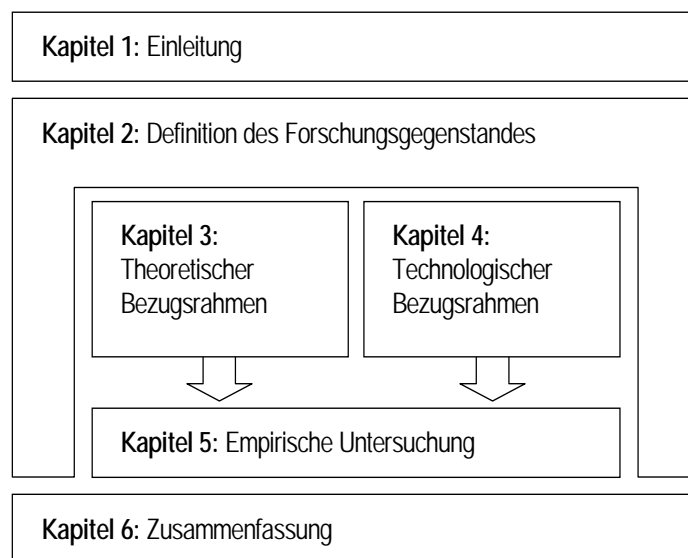 Kapitel 1: Einleitung
Kapitel 2: Definition des Forschungsgegenstandes
Kapitel 3:
Theoretischer
Bezugsrahmen
Kapitel 4:
Technologischer
Bezugsrahmen
Kapitel 5: Empirische Untersuchung
Kapitel 6: Zusammenfassung